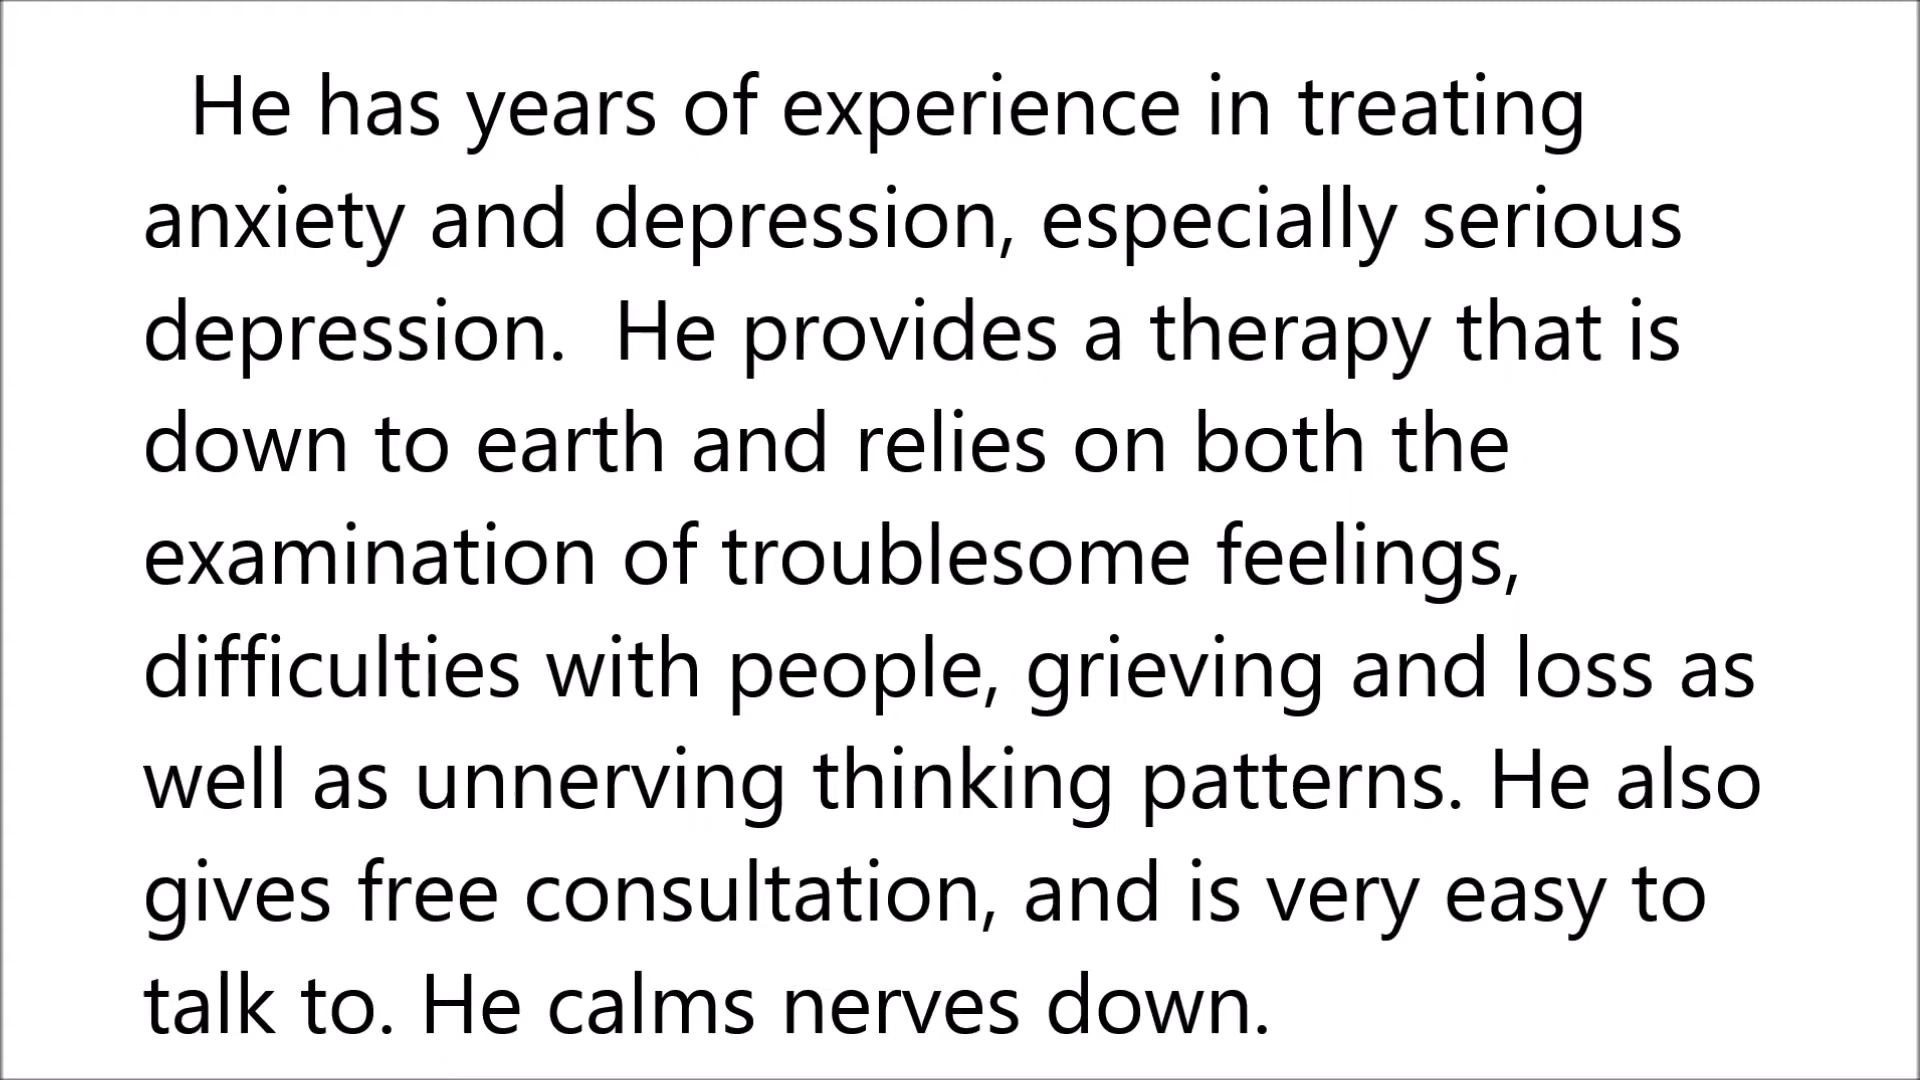 He has years of experience in treating
anxiety and depression, especially serious
depression.  He provides a therapy that is
down to earth and relies on both the
examination of troublesome feelings,
difficulties with people, grieving and loss as
well as unnerving thinking patterns. He also
gives free consultation, and is very easy to
talk to. He calms nerves down.